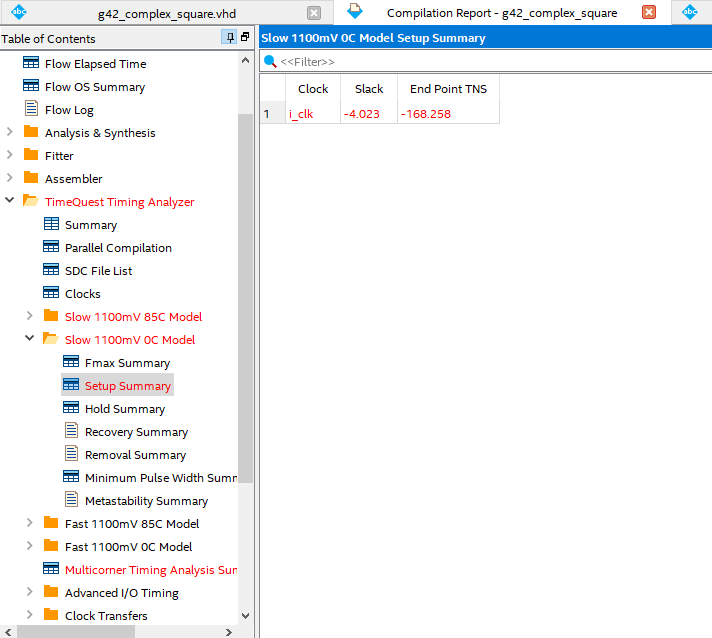 abc g42_complex_square.vhd Compilation Report - g42_complex_square abc
Table of Contents
Flow Elapsed Time
Flow OS Summary
Flow Log
Analysis & Synthesis
Fitter
Assembler
TimeQuest Timing Analyzer
Summary
Parallel Compilation
SDC File List
Clocks
Slow 1100mV 85C Model
Slow 1100mV 0C Model
Fmax Summary
Setup Summary
Hold Summary
Recovery Summary
Removal Summary
Minimum Pulse Width Summ
Metastability Summary
Fast 1100mV 85C Model
Fast 1100mV 0C Model
Multicorner Timing Analysis Sun
Advanced I/O Timing
Clock Transfers
Slow 1100mV 0C Model Setup Summary
<<Filter>>
Clock Slack End Point TNS
1 i_clk -4.023 -168.258